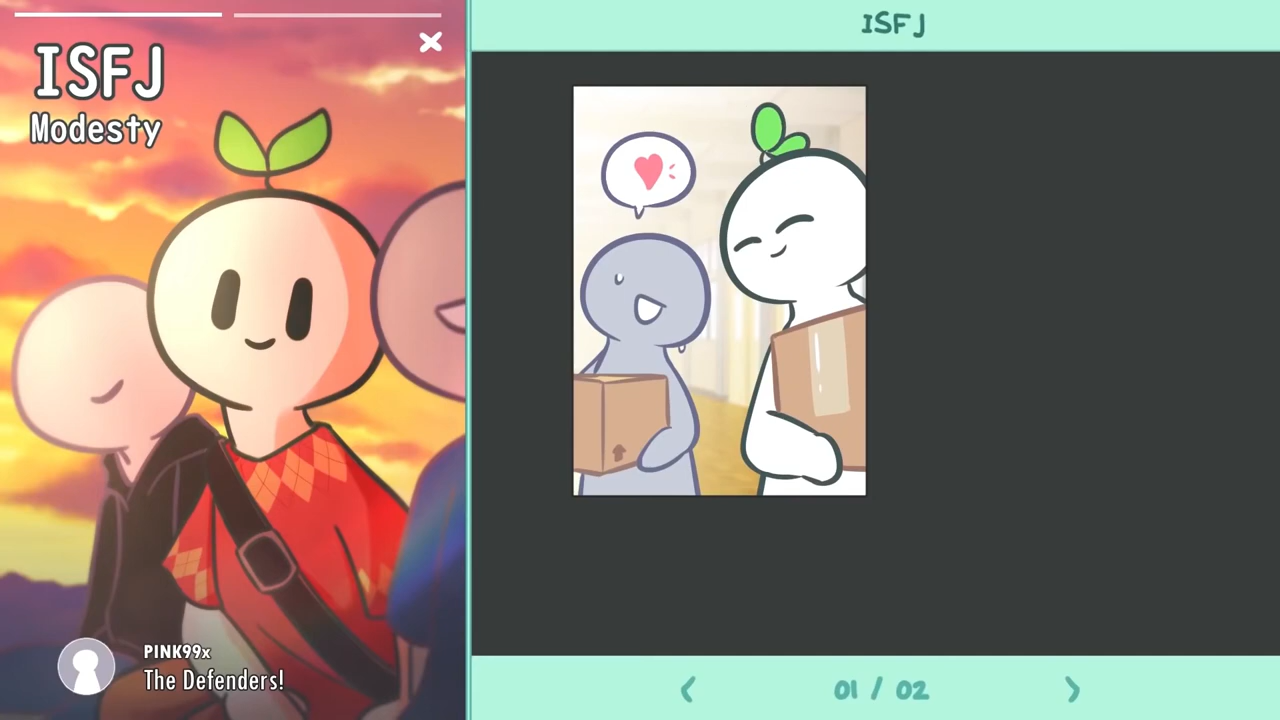 ISFJ
Modesty
PINK99x
The Defenders!
ISFJ
01 / 02